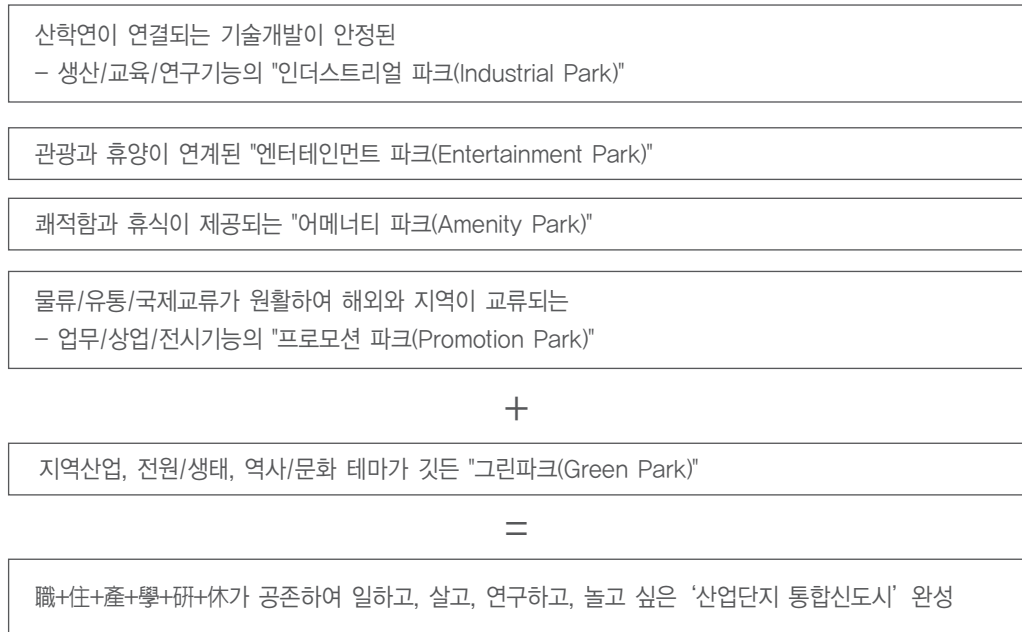 산학연이 연결되는 기술개발이 안정된
- 생산/교육/연구기능의 "인더스트리얼 파크(Industrial Park)"
관광과 휴양이 연계된 "엔터테인먼트 파크(Entertainment Park)"
쾌적함과 휴식이 제공되는 "어메너티 파크(Amenity Park)"
물류/유통/국제교류가 원활하여 해외와 지역이 교류되는
- 업무/상업/전시기능의 "프로모션 파크(Promotion Park)"
+
지역산업, 전원/생태, 역사/문화 테마가 깃든 "그린파크(Green Park)"
=
職+住+產+學+硏+休가 공존하여 일하고, 살고, 연구하고, 놀고 싶은 ‘산업단지 통합신도시’ 완성